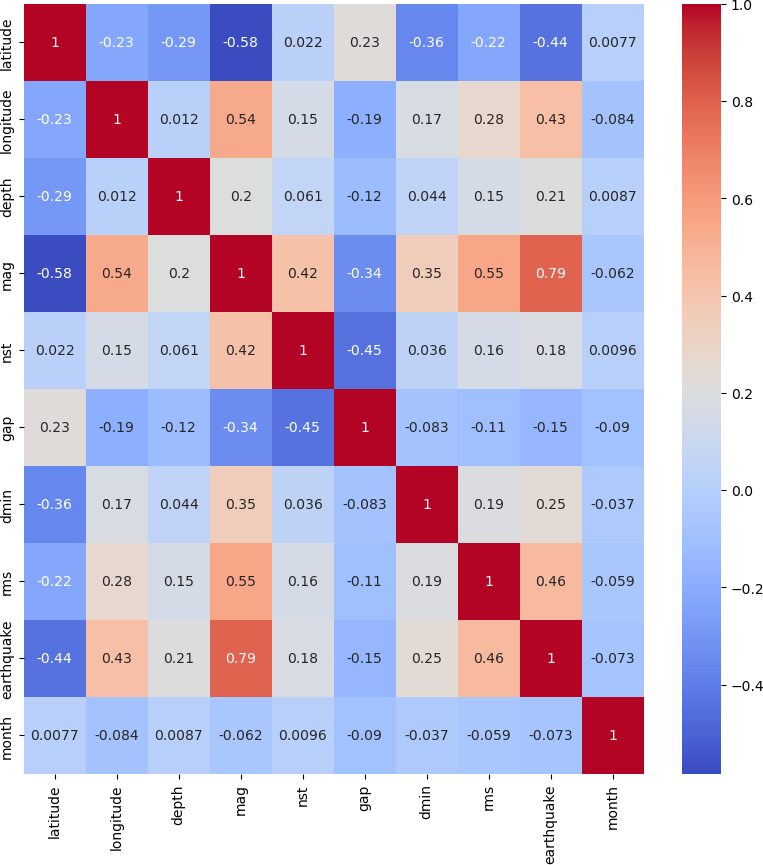 latitude 1 -0.23 -0.29 -0.58 0.022 0.23 -0.36 -0.22 -0.44 0.0077
longitude -0.23 1 0.012 0.54 0.15 -0.19 0.17 0.28 0.43 -0.084
depth -0.29 0.012 1 0.2 0.061 -0.12 0.044 0.15 0.21 0.0087
mag -0.58 0.54 0.2 1 0.42 -0.34 0.35 0.55 0.79 -0.062
nst 0.022 0.15 0.061 0.42 1 -0.45 0.036 0.16 0.18 0.0096
gap 0.23 -0.19 -0.12 -0.34 -0.45 1 -0.083 -0.11 -0.15 -0.09
dmin -0.36 0.17 0.044 0.35 0.036 -0.083 1 0.19 0.25 -0.037
rms -0.22 0.28 0.15 0.55 0.16 -0.11 0.19 1 0.46 -0.059
earthquake -0.44 0.43 0.21 0.79 0.18 -0.15 0.25 0.46 1 -0.073
month 0.0077 -0.084 0.0087 -0.062 0.0096 -0.09 -0.037 -0.059 -0.073 1
latitude longitude depth mag nst gap dmin rms earthquake month
1.0
0.8
0.6
0.4
0.2
0.0
−0.2
−0.4